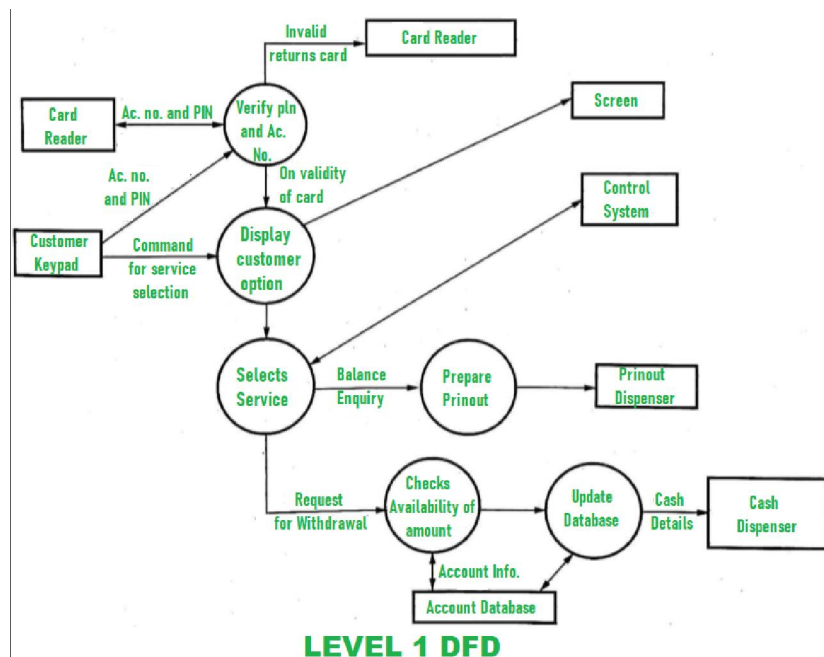 Invalid
returns card
Card Reader
Card
Reader
Ac. no. and PIN
Verify pln
and Ac.
No.
Screen
Ac. no.
and PIN
On validity
of card
Control
System
Customer
Keypad
Command
for service
selection
Display
customer
option
Selects
Service
Balance
Enquiry
Prepare
Prinout
Prinout
Dispenser
Request
for Withdrawal
Checks
Availability of
amount
Update
Database
Cash
Details
Cash
Dispenser
Account Info.
Account Database
LEVEL 1 DFD